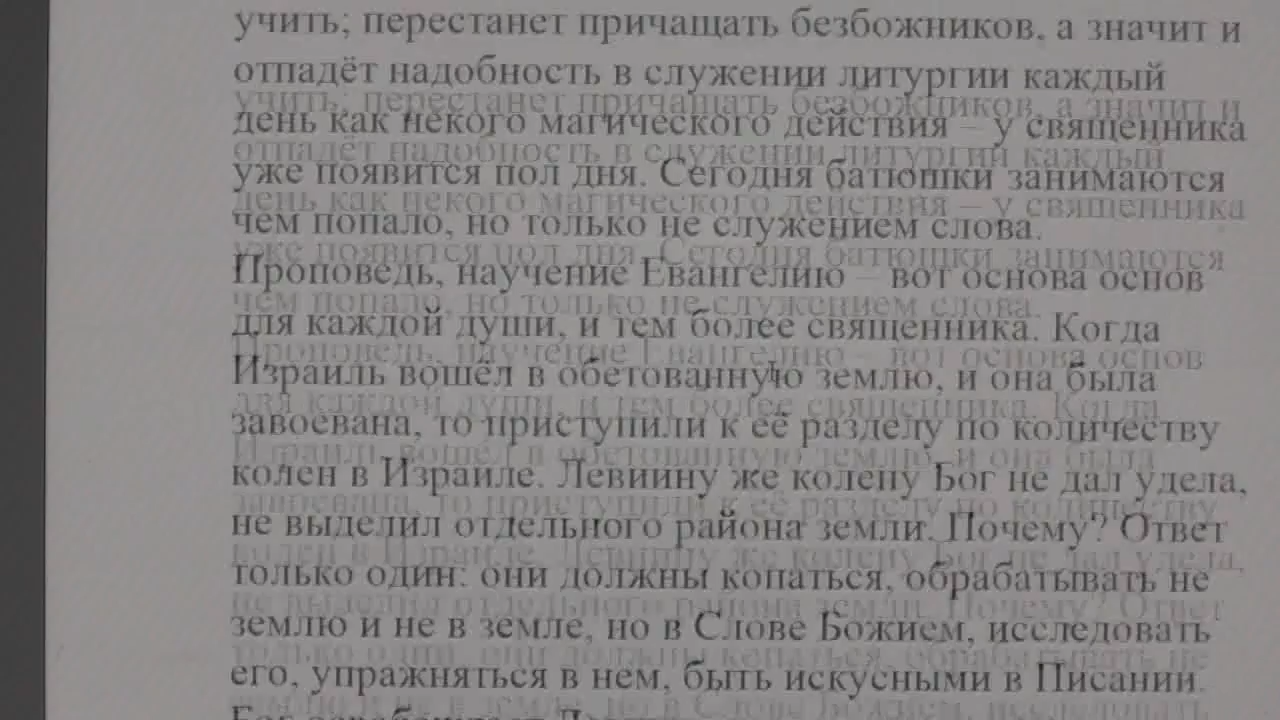 учить; перестанет причащать безбожников, а значит и
отпадёт надобность в служении литургии каждый
день как некого магического действия – у священника
уже появится пол дня. Сегодня батюшки занимаются
чем попало, но только не служением слова.
Проповедь, научение Евангелию – вот основа основ
для каждой души, и тем более священника. Когда
Израиль вошёл в обетованную землю, и она была
завоевана, то приступили к её разделу по количеству
колен в Израиле. Левиину же колену Бог не дал удела,
не выделил отдельного района земли. Почему? Ответ
только один: они должны копаться, обрабатывать не
землю и не в земле, но в Слове Божием, исследовать
его, упражняться в нем, быть искусными в Писании.
Бог